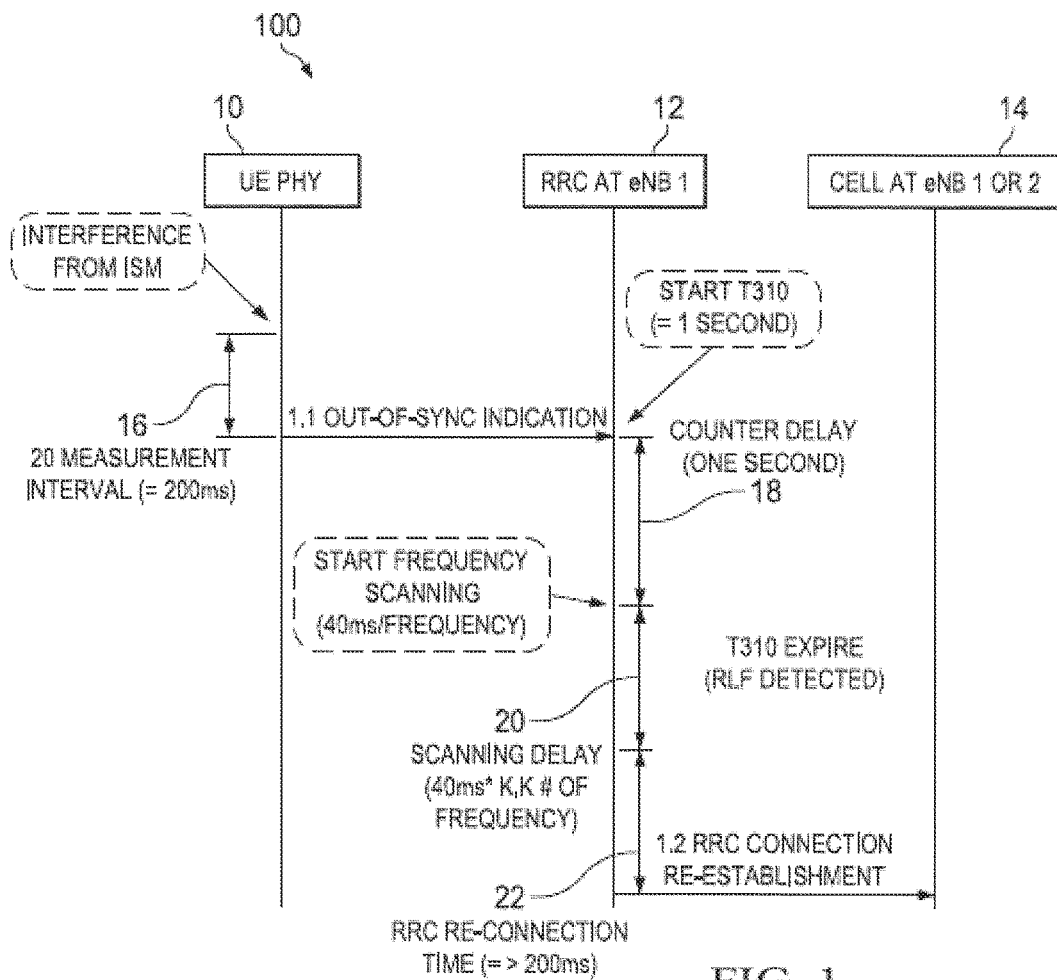 100
10
12
14
UE PHY
RRC AT eNB 1
CELL AT eNB 1 OR 2
INTERFERENCE
FROM ISM
START T310
(= 1 SECOND)
16
1.1 OUT-OF-SYNC INDICATION
20 MEASUREMENT
INTERVAL (= 200ms)
COUNTER DELAY
(ONE SECOND)
18
START FREQUENCY
SCANNING
(40ms/FREQUENCY)
T310 EXPIRE
(RLF DETECTED)
20
SCANNING DELAY
(40ms* K,K # OF
FREQUENCY)
1.2 RRC CONNECTION
RE-ESTABLISHMENT
22
RRC RE-CONNECTION
TIME (= > 200ms)
FIG. 1